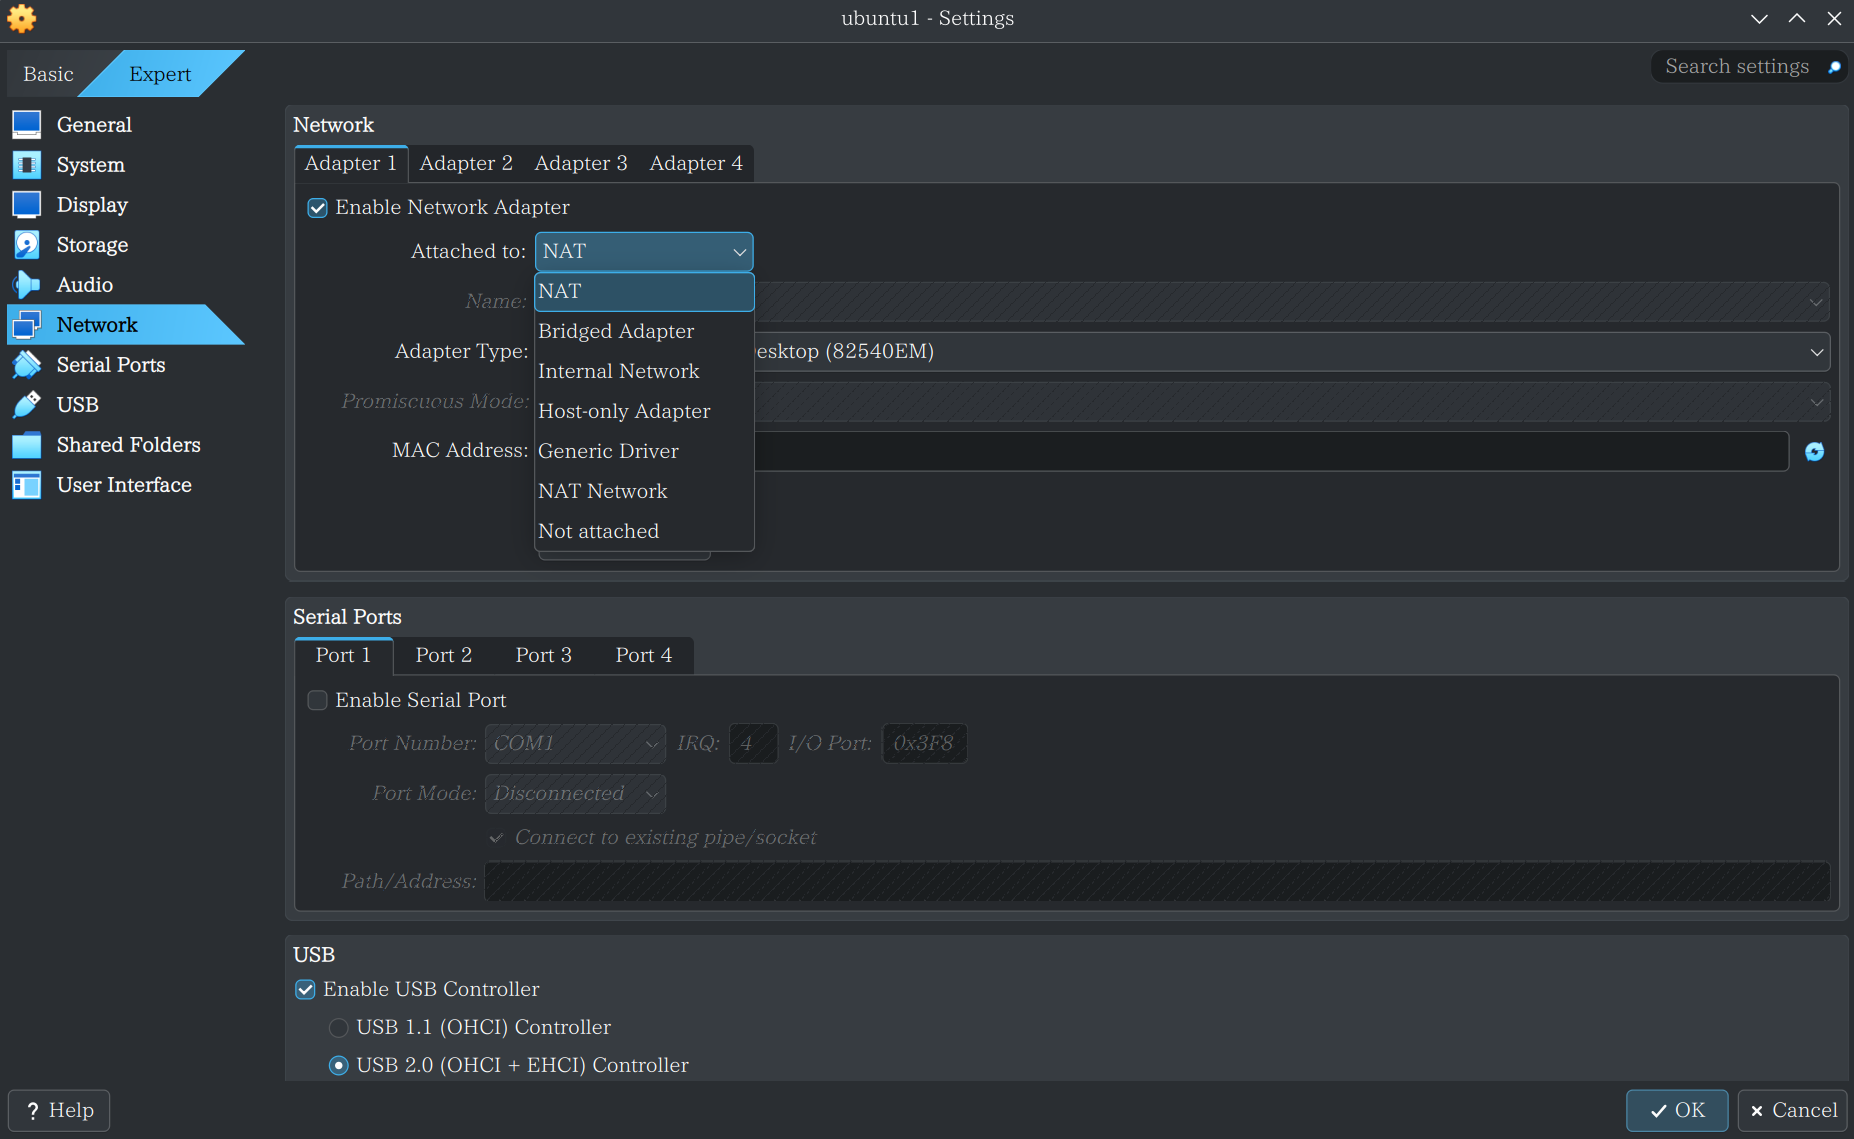 ubuntu1 - Settings
Basic
Expert
Search settings
General
System
Display
Storage
Audio
Network
Serial Ports
USB
Shared Folders
User Interface
Network
Adapter 1 Adapter 2 Adapter 3 Adapter 4
Enable Network Adapter
Attached to: NAT
NAT
Bridged Adapter
Internal Network
Host-only Adapter
Generic Driver
NAT Network
Not attached
Name:
Adapter Type: esktop (82540EM)
Promiscuous Mode:
MAC Address:
Serial Ports
Port 1 Port 2 Port 3 Port 4
Enable Serial Port
Port Number: COM1 IRQ: 4 I/O Port: 0x3F8
Port Mode: Disconnected
Connect to existing pipe/socket
Path/Address:
USB
Enable USB Controller
USB 1.1 (OHCI) Controller
USB 2.0 (OHCI + EHCI) Controller
? Help
OK
Cancel